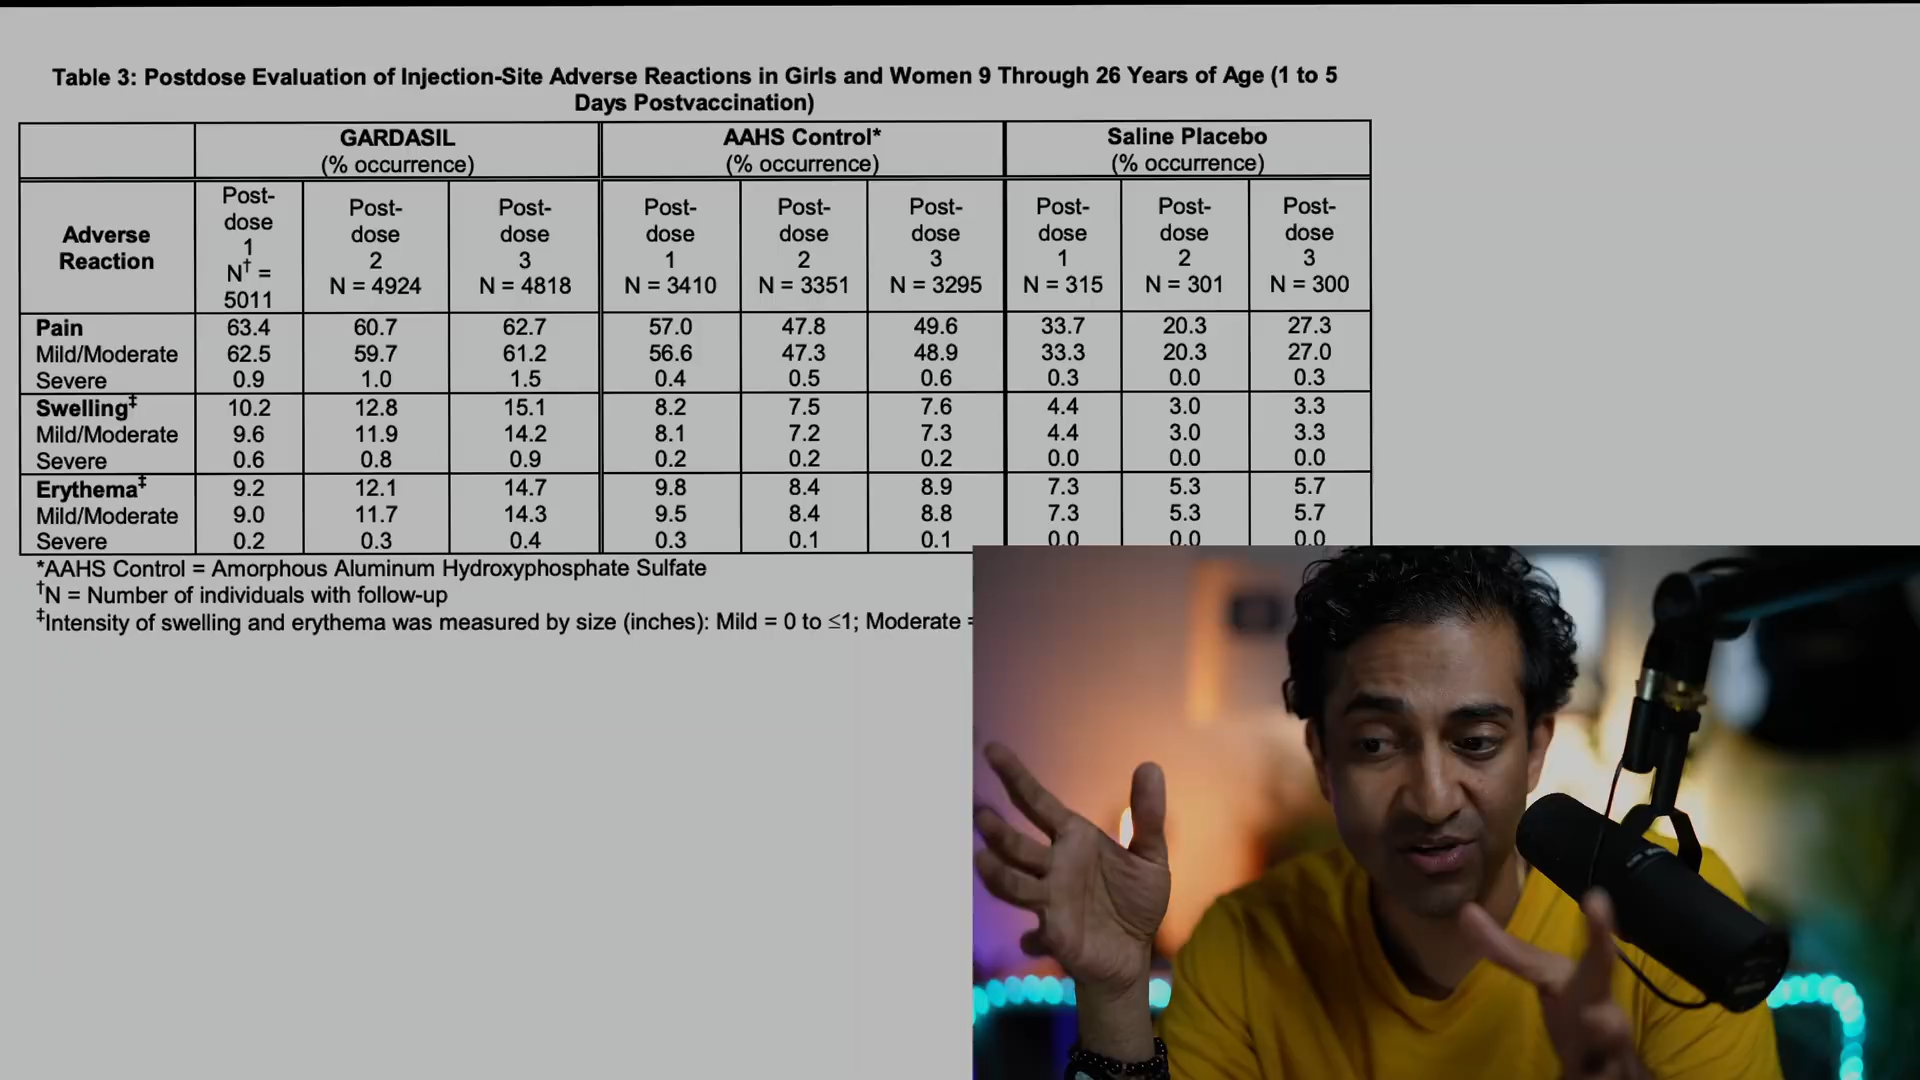 Table 3: Postdose Evaluation of Injection-Site Adverse Reactions in Girls and Women 9 Through 26 Years of Age (1 to 5
Days Postvaccination)
GARDASIL AAHS Control* Saline Placebo
(% occurrence) (% occurrence) (% occurrence)
Adverse Reaction Post-dose 1 N† = 5011 Post-dose 2 N = 4924 Post-dose 3 N = 4818 Post-dose 1 N = 3410 Post-dose 2 N = 3351 Post-dose 3 N = 3295 Post-dose 1 N = 315 Post-dose 2 N = 301 Post-dose 3 N = 300
Pain 63.4 60.7 62.7 57.0 47.8 49.6 33.7 20.3 27.3
Mild/Moderate 62.5 59.7 61.2 56.6 47.3 48.9 33.3 20.3 27.0
Severe 0.9 1.0 1.5 0.4 0.5 0.6 0.3 0.0 0.3
Swelling‡ 10.2 12.8 15.1 8.2 7.5 7.6 4.4 3.0 3.3
Mild/Moderate 9.6 11.9 14.2 8.1 7.2 7.3 4.4 3.0 3.3
Severe 0.6 0.8 0.9 0.2 0.2 0.2 0.0 0.0 0.0
Erythema‡ 9.2 12.1 14.7 9.8 8.4 8.9 7.3 5.3 5.7
Mild/Moderate 9.0 11.7 14.3 9.5 8.4 8.8 7.3 5.3 5.7
Severe 0.2 0.3 0.4 0.3 0.1 0.1 0.0 0.0 0.0
*AAHS Control = Amorphous Aluminum Hydroxyphosphate Sulfate
†N = Number of individuals with follow-up
‡Intensity of swelling and erythema was measured by size (inches): Mild = 0 to ≤1; Moderate =